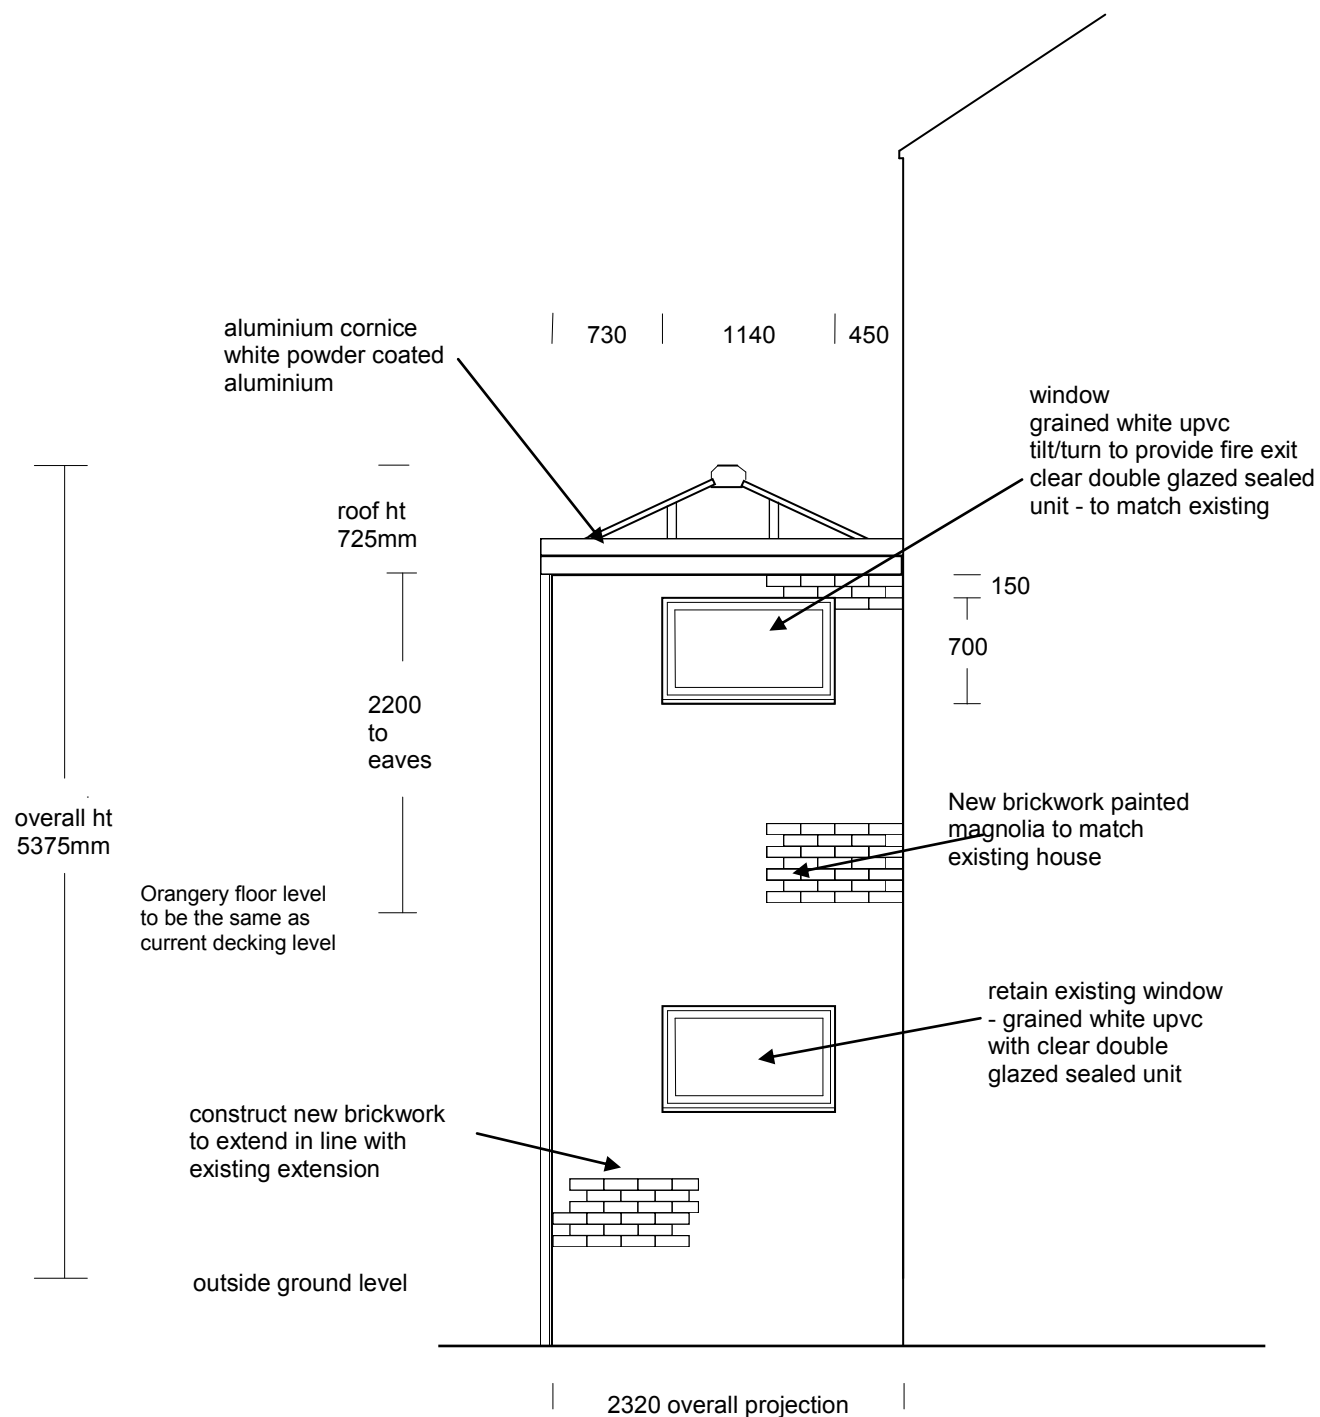 730
1140
450
aluminium cornice
white powder coated
aluminium
window
grained white upvc
tilt/turn to provide fire exit
clear double glazed sealed
unit - to match existing
roof ht
725mm
150
700
2200
to
eaves
overall ht
5375mm
New brickwork painted
magnolia to match
existing house
Orangery floor level
to be the same as
current decking level
retain existing window
- grained white upvc
with clear double
glazed sealed unit
construct new brickwork
to extend in line with
existing extension
outside ground level
2320 overall projection